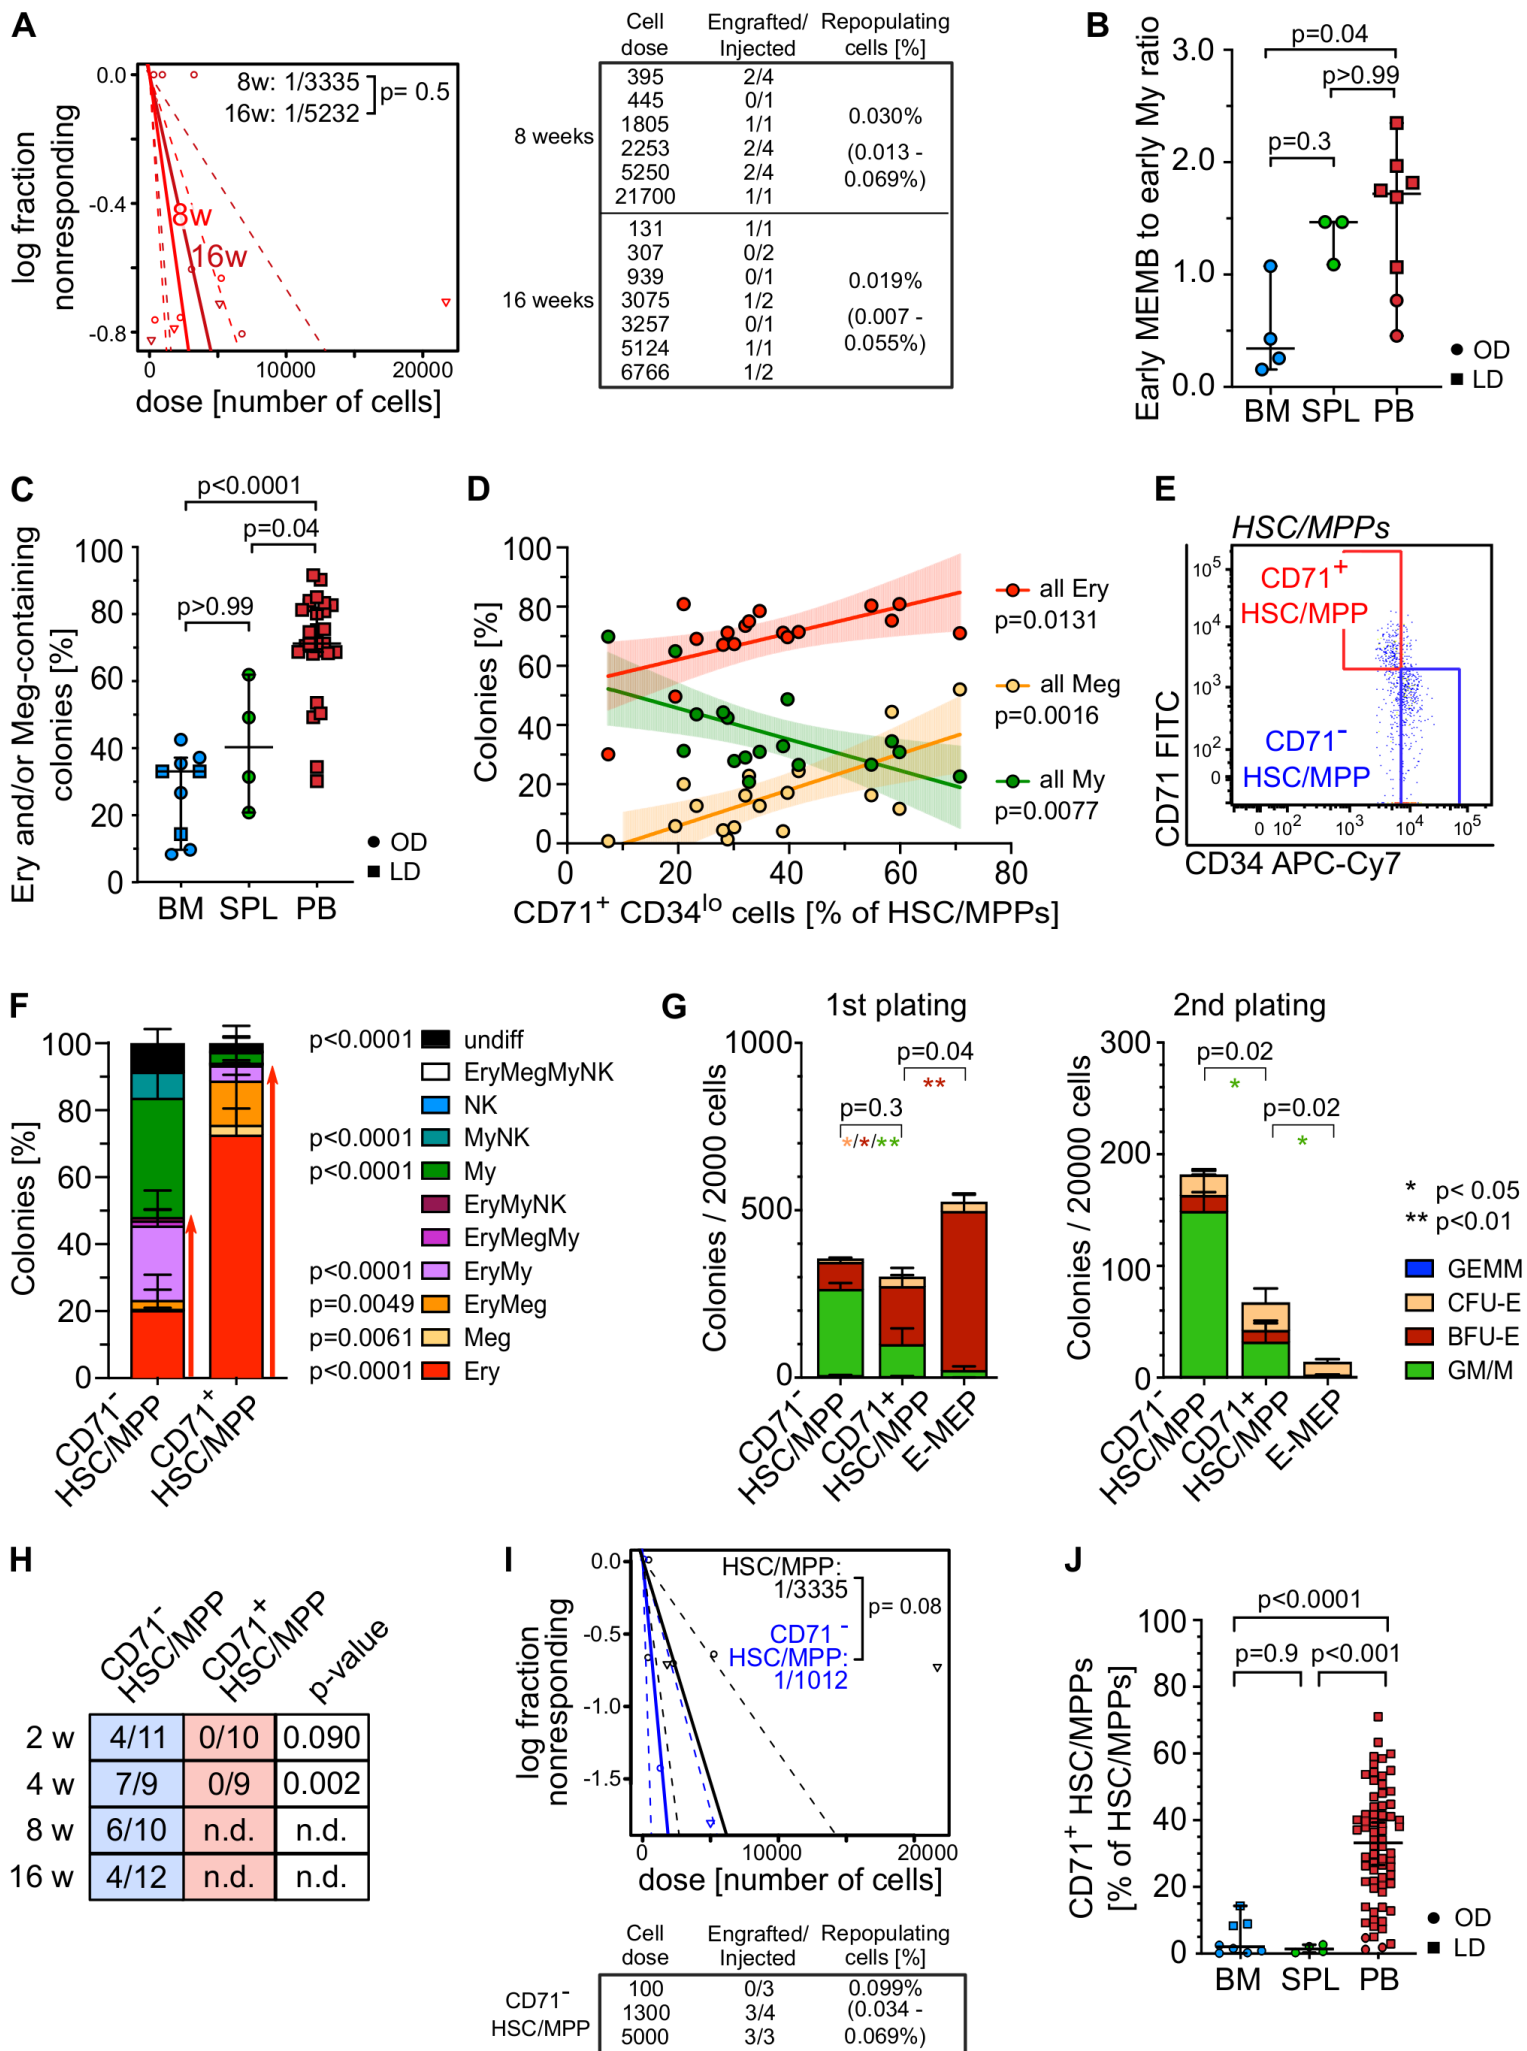 A
log fraction
nonresponding
0.0
-0.4
-0.8
8w: 1/3335
16w: 1/5232
p= 0.5
8w
16w
0 10000 20000
dose [number of cells]
Cell dose Engrafted/ Injected Repopulating cells [%]
8 weeks
395 2/4
445 0/1
1805 1/1
2253 2/4
5250 2/4
21700 1/1
0.030%
(0.013 -
0.069%)
16 weeks
131 1/1
307 0/2
939 0/1
3075 1/2
3257 0/1
5124 1/1
6766 1/2
0.019%
(0.007 -
0.055%)
B
Early MEMB to early My ratio
3.0
2.0
1.0
0.0
p=0.04
p>0.99
p=0.3
BM SPL PB
OD
LD
C
Ery and/or Meg-containing
colonies [%]
100
80
60
40
20
0
p<0.0001
p=0.04
p>0.99
BM SPL PB
OD
LD
D
Colonies [%]
100
80
60
40
20
0
0 20 40 60 80
CD71+ CD34lo cells [% of HSC/MPPs]
all Ery
p=0.0131
all Meg
p=0.0016
all My
p=0.0077
E
HSC/MPPs
CD71+
HSC/MPP
CD71-
HSC/MPP
CD71 FITC
10^5
10^4
10^3
10^2
0
0 10^2 10^3 10^4 10^5
CD34 APC-Cy7
F
Colonies [%]
100
80
60
40
20
0
CD71-
HSC/MPP
CD71+
HSC/MPP
p<0.0001 undiff
EryMegMyNK
NK
p<0.0001 MyNK
p<0.0001 My
EryMyNK
EryMegMy
p<0.0001 EryMy
p=0.0049 EryMeg
p=0.0061 Meg
p<0.0001 Ery
G
1st plating
Colonies / 2000 cells
1000
500
0
p=0.04
**
p=0.3
*/*/**
CD71-
HSC/MPP
CD71+
HSC/MPP
E-MEP
2nd plating
Colonies / 20000 cells
300
200
100
0
p=0.02
*
p=0.02
*
CD71-
HSC/MPP
CD71+
HSC/MPP
E-MEP
* p< 0.05
** p<0.01
GEMM
CFU-E
BFU-E
GM/M
H
CD71-
HSC/MPP
CD71+
HSC/MPP
p-value
2 w 4/11 0/10 0.090
4 w 7/9 0/9 0.002
8 w 6/10 n.d. n.d.
16 w 4/12 n.d. n.d.
I
log fraction
nonresponding
0.0
-0.5
-1.0
-1.5
HSC/MPP:
1/3335
CD71 -
HSC/MPP:
1/1012
p= 0.08
0 10000 20000
dose [number of cells]
Cell dose Engrafted/ Injected Repopulating cells [%]
CD71-
HSC/MPP
100 0/3 0.099%
1300 3/4 (0.034 -
5000 3/3 0.069%)
J
CD71+ HSC/MPPs
[% of HSC/MPPs]
100
80
60
40
20
0
p<0.0001
p=0.9 p<0.001
BM SPL PB
OD
LD